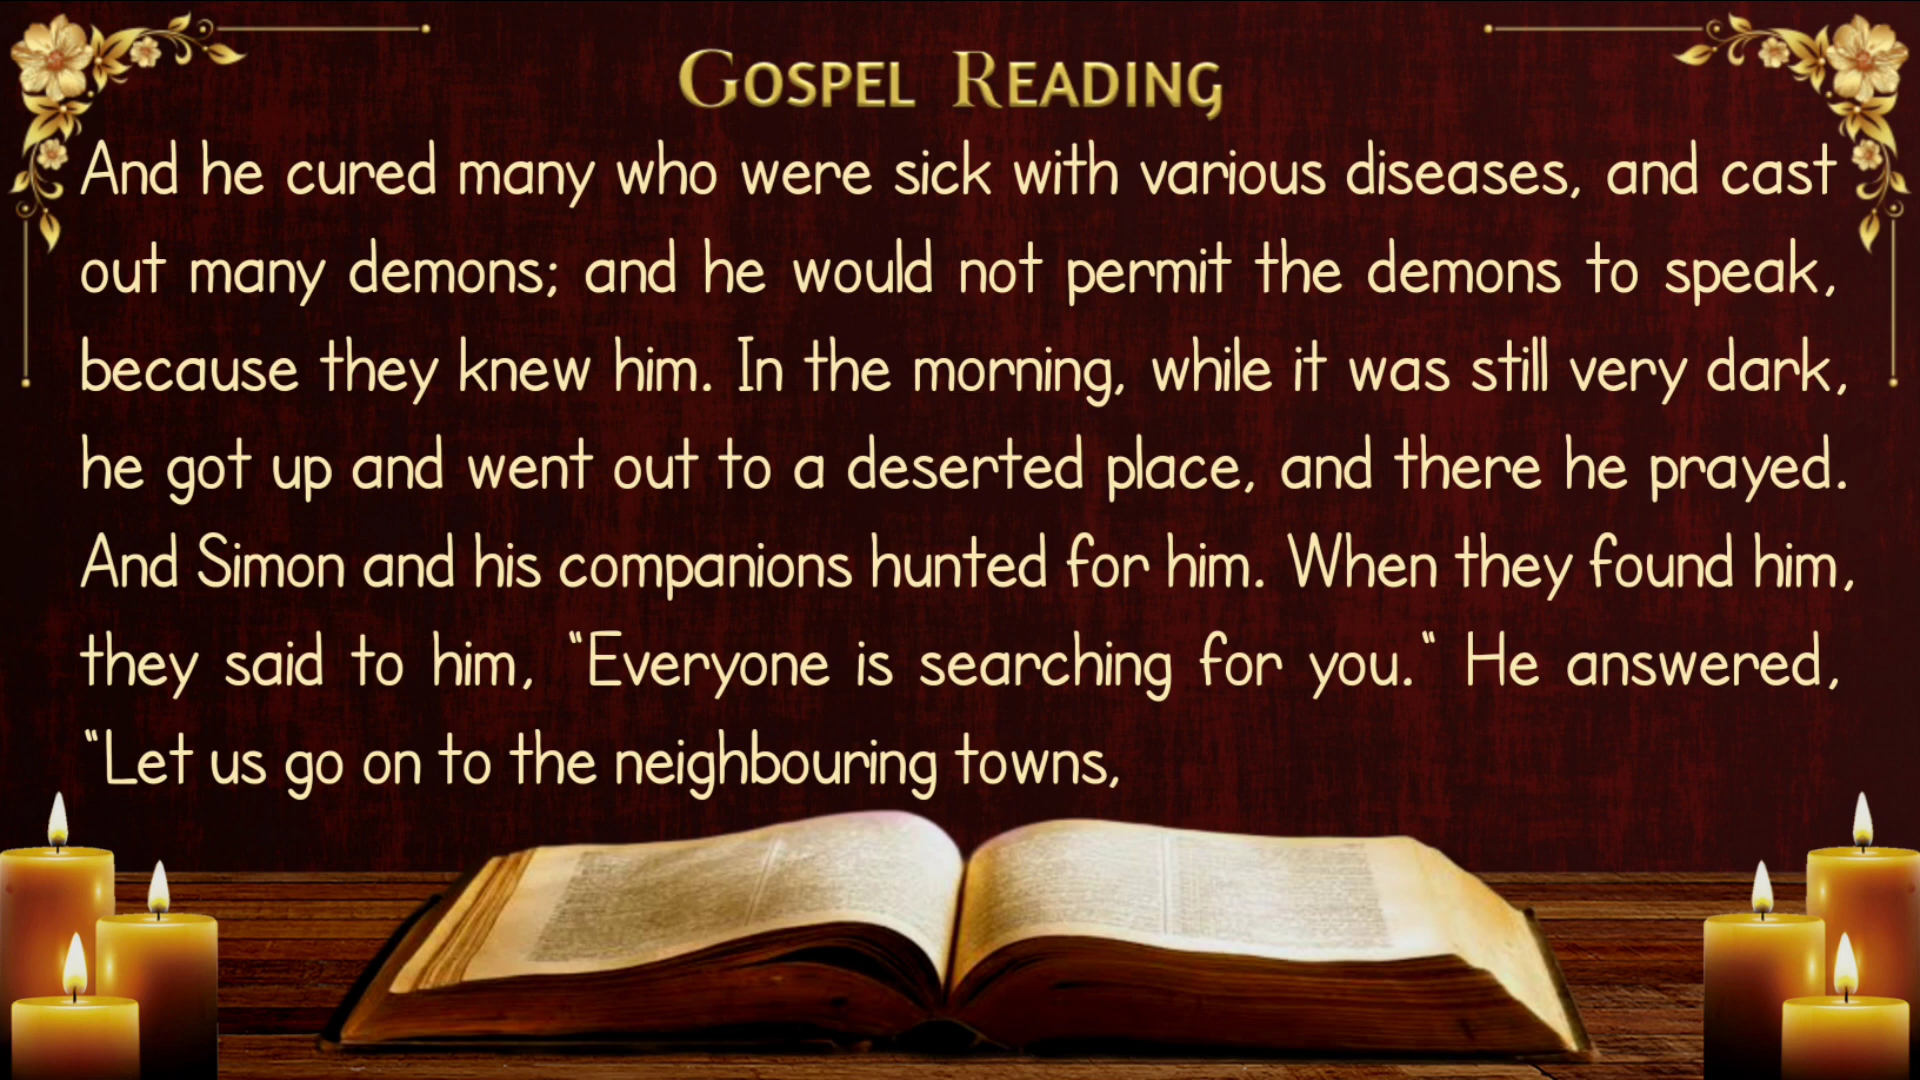 Gospel Reading
And he cured many who were sick with various diseases, and cast
out many demons; and he would not permit the demons to speak,
because they knew him. In the morning, while it was still very dark,
he got up and went out to a deserted place, and there he prayed.
And Simon and his companions hunted for him. When they found him,
they said to him, “Everyone is searching for you.“ He answered,
“Let us go on to the neighbouring towns,